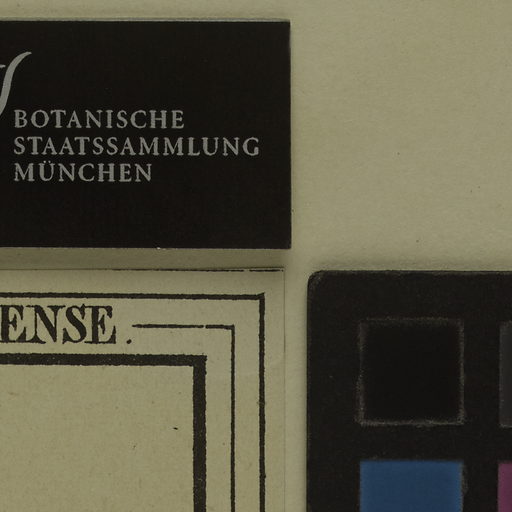 BOTANISCHE
STAATSSAMMLUNG
MÜNCHEN
ENSE.